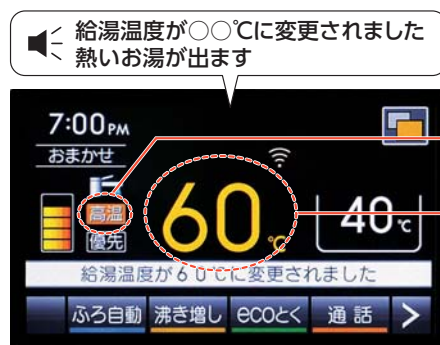 給湯温度が○○℃に変更されました
熱いお湯が出ます
7:00PM
おまかせ
高温
優先
60℃
40℃
給湯温度が60℃に変更されました
ふろ自動 沸き増し ecoとく 通話 >